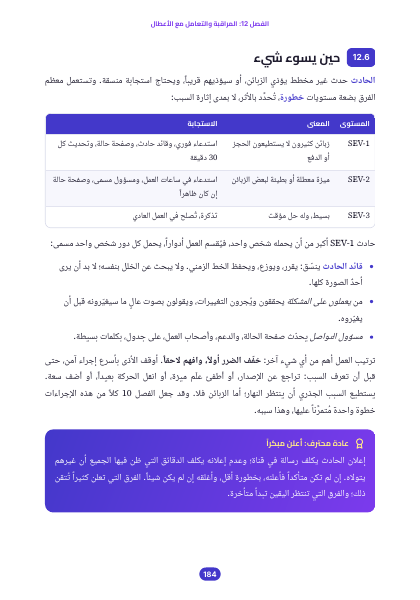 الفصل 12: المراقبة والتعامل مع الأعطال
12.6 حين يسوء شيء
الحادث حدث غير مخطط يؤذي الزبائن، أو سيؤذيهم قريباً، ويحتاج استجابة منسقة. وتستعمل معظم
الفرق بضعة مستويات خطورة، تُحدَّد بالأثر، لا بمدى إثارة السبب:
المستوى المعنى الاستجابة
SEV-1 زبائن كثيرون لا يستطيعون الحجز استدعاء فوري، وقائد حادث، وصفحة حالة، وتحديث كل
أو الدفع 30 دقيقة
SEV-2 ميزة معطلة أو بطيئة لبعض الزبائن استدعاء في ساعات العمل، ومسؤول مسمى، وصفحة حالة
إن كان ظاهراً
SEV-3 بسيط، وله حل مؤقت تذكرة، تُصلح في العمل العادي
حادث SEV-1 أكبر من أن يحمله شخص واحد، فيُقسم العمل أدواراً، يحمل كل دور شخص واحد مسمى:
• قائد الحادث ينسّق: يقرر، ويوزع، ويحفظ الخط الزمني. ولا يبحث عن الخلل بنفسه؛ لا بد أن يرى
أحدٌ الصورة كلها.
• من يعملون على المشكلة يحققون ويُجرون التغييرات، ويقولون بصوت عالٍ ما سيغيّرونه قبل أن
يغيّروه.
• مسؤول التواصل يحدّث صفحة الحالة، والدعم، وأصحاب العمل، على جدول، بكلمات بسيطة.
ترتيب العمل أهم من أي شيء آخر: خفّف الضرر أولاً، وافهم لاحقاً. أوقف الأذى بأسرع إجراء آمن، حتى
قبل أن تعرف السبب: تراجع عن الإصدار، أو أطفئ علَم ميزة، أو انقل الحركة بعيداً، أو أضف سعة.
يستطيع السبب الجذري أن ينتظر النهار؛ أما الزبائن فلا. وقد جعل الفصل 10 كلاً من هذه الإجراءات
خطوة واحدة مُتمرَّناً عليها، وهذا سببه.
عادة محترف: أعلن مبكراً
إعلان الحادث يكلف رسالة في قناة؛ وعدم إعلانه يكلف الدقائق التي ظن فيها الجميع أن غيرهم
يتولاه. إن لم تكن متأكداً فأعلنه، بخطورة أقل، وأغلقه إن لم يكن شيئاً. الفرق التي تعلن كثيراً تُتقن
ذلك؛ والفرق التي تنتظر اليقين تبدأ متأخرة.
184